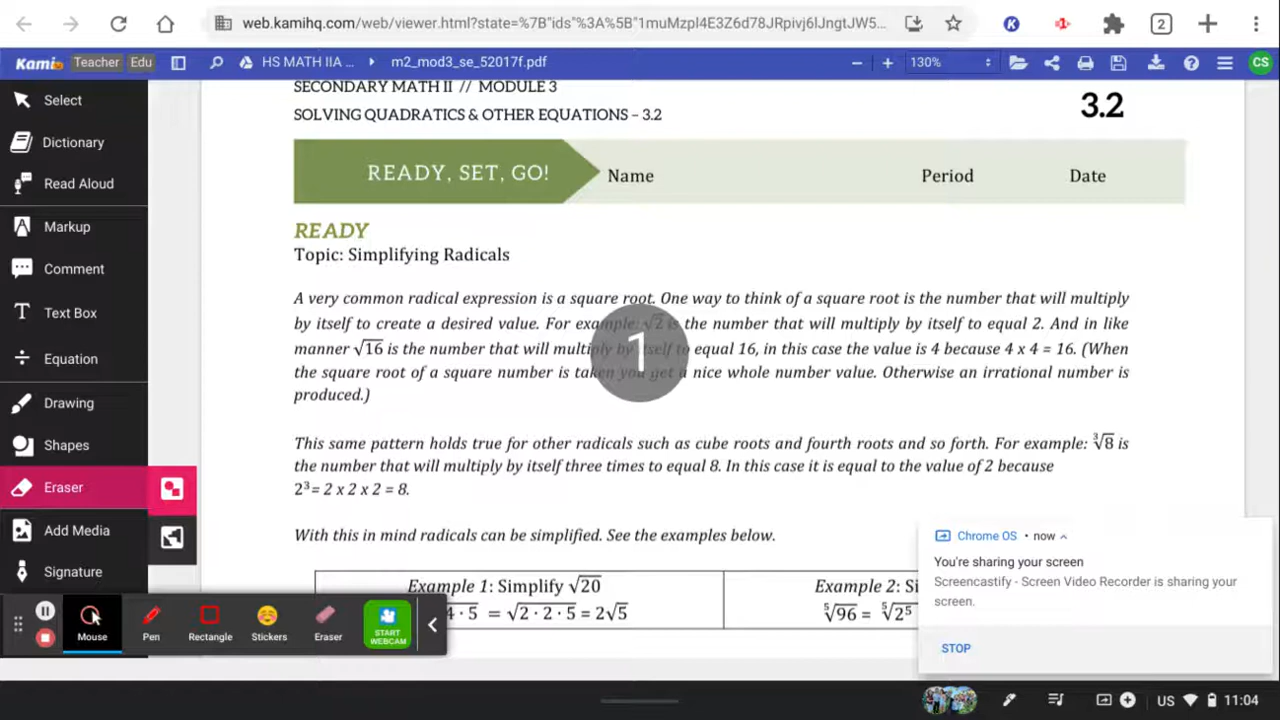 web.kamihq.com/web/viewer.html?state=%7B"ids"%3A%5B"1muMzpl4E3Z6d78JRpivj6lJngtJW5...
2
Kami Teacher Edu HS MATH IIA ... m2_mod3_se_52017f.pdf 130% CS
Select
Dictionary
Read Aloud
Markup
Comment
Text Box
Equation
Drawing
Shapes
Eraser
Add Media
Signature
SECONDARY MATH II // MODULE 3
SOLVING QUADRATICS & OTHER EQUATIONS – 3.2
3.2
READY, SET, GO! Name Period Date
READY
Topic: Simplifying Radicals
A very common radical expression is a square root. One way to think of a square root is the number that will multiply
by itself to create a desired value. For example: √2 is the number that will multiply by itself to equal 2. And in like
manner √16 is the number that will multiply by itself to equal 16, in this case the value is 4 because 4 x 4 = 16. (When
the square root of a square number is taken you get a nice whole number value. Otherwise an irrational number is
produced.)
1
This same pattern holds true for other radicals such as cube roots and fourth roots and so forth. For example: ∛8 is
the number that will multiply by itself three times to equal 8. In this case it is equal to the value of 2 because
2³= 2 x 2 x 2 = 8.
With this in mind radicals can be simplified. See the examples below.
Example 1: Simplify √20
4 · 5 = √2 · 2 · 5 = 2√5
Example 2:
⁵√96 = ⁵√2⁵
Chrome OS • now
You're sharing your screen
Screencastify - Screen Video Recorder is sharing your
screen.
STOP
Mouse
Pen
Rectangle
Stickers
Eraser
START
WEBCAM
US 11:04